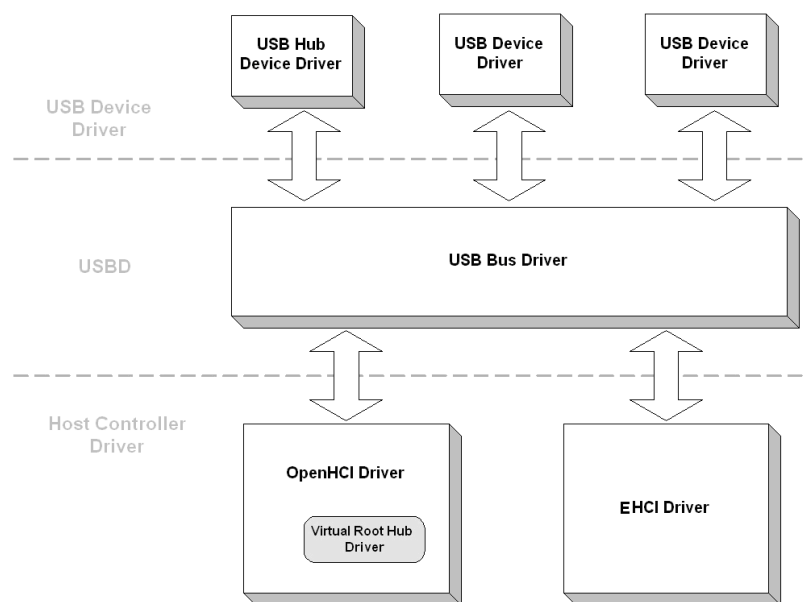 USB Hub
Device Driver
USB Device
Driver
USB Device
Driver
USB Device
Driver
USBD
USB Bus Driver
Host Controller
Driver
OpenHCI Driver
Virtual Root Hub
Driver
EHCI Driver